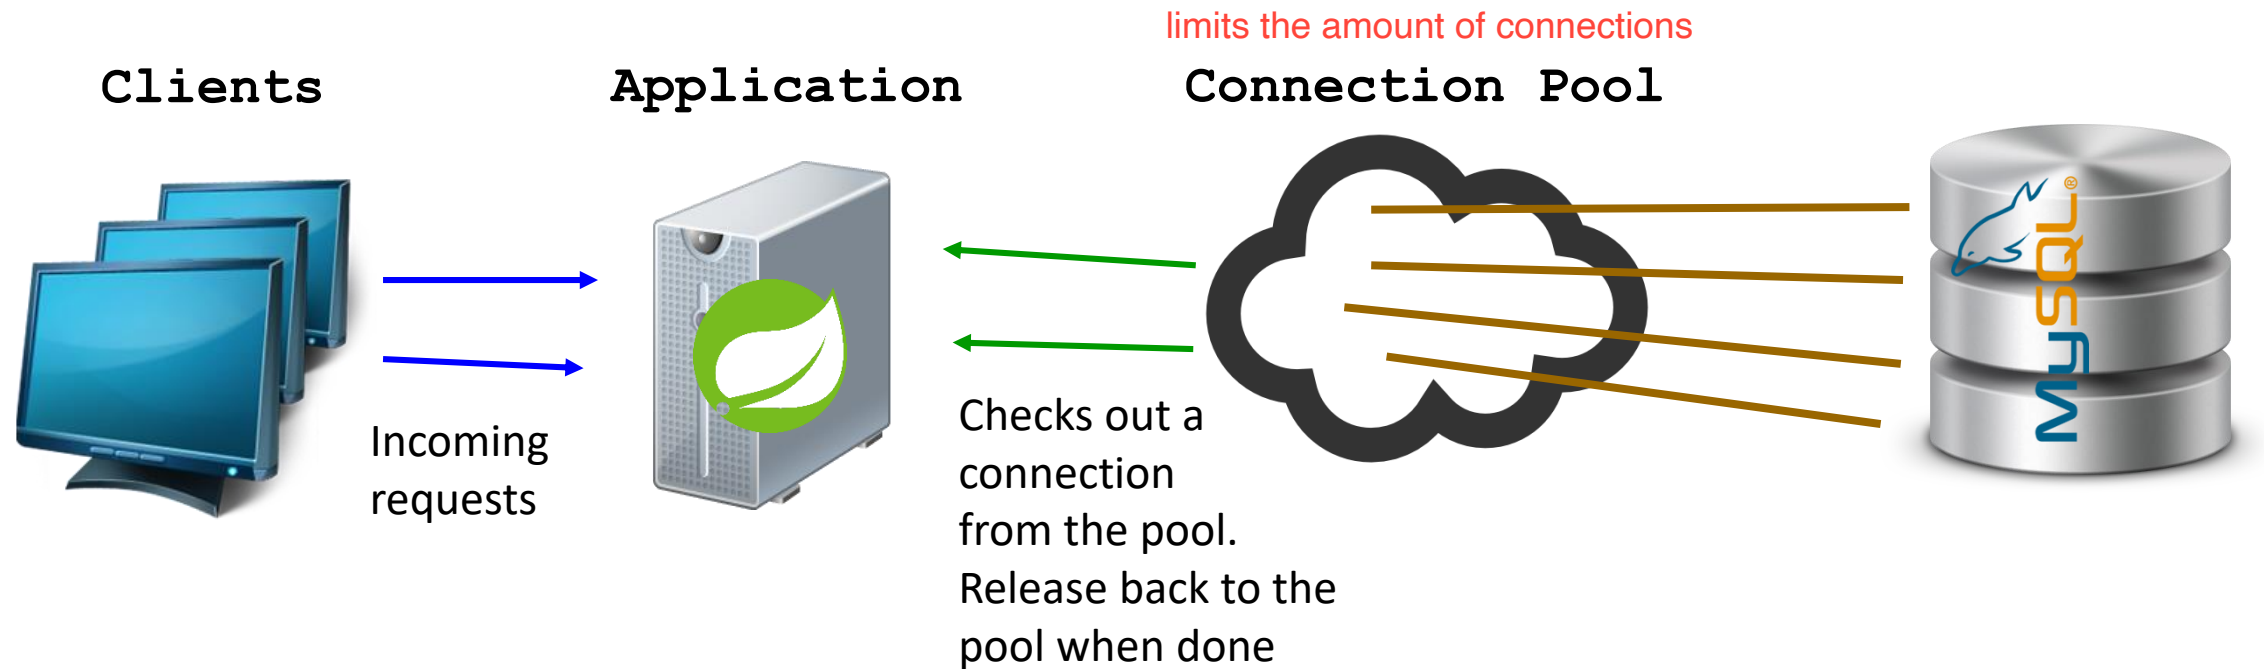 limits the amount of connections
Clients
Application
Connection Pool
Incoming
requests
Checks out a
connection
from the pool.
Release back to the
pool when done
MySQL®